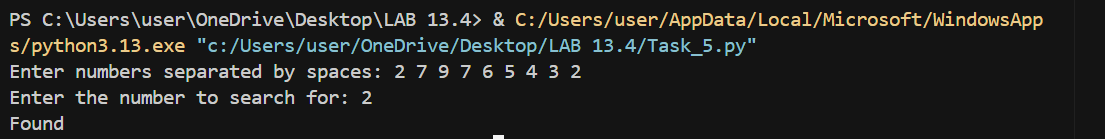 PS C:\Users\user\OneDrive\Desktop\LAB 13.4> & C:/Users/user/AppData/Local/Microsoft/WindowsApp
s/python3.13.exe "c:/Users/user/OneDrive/Desktop/LAB 13.4/Task_5.py"
Enter numbers separated by spaces: 2 7 9 7 6 5 4 3 2
Enter the number to search for: 2
Found